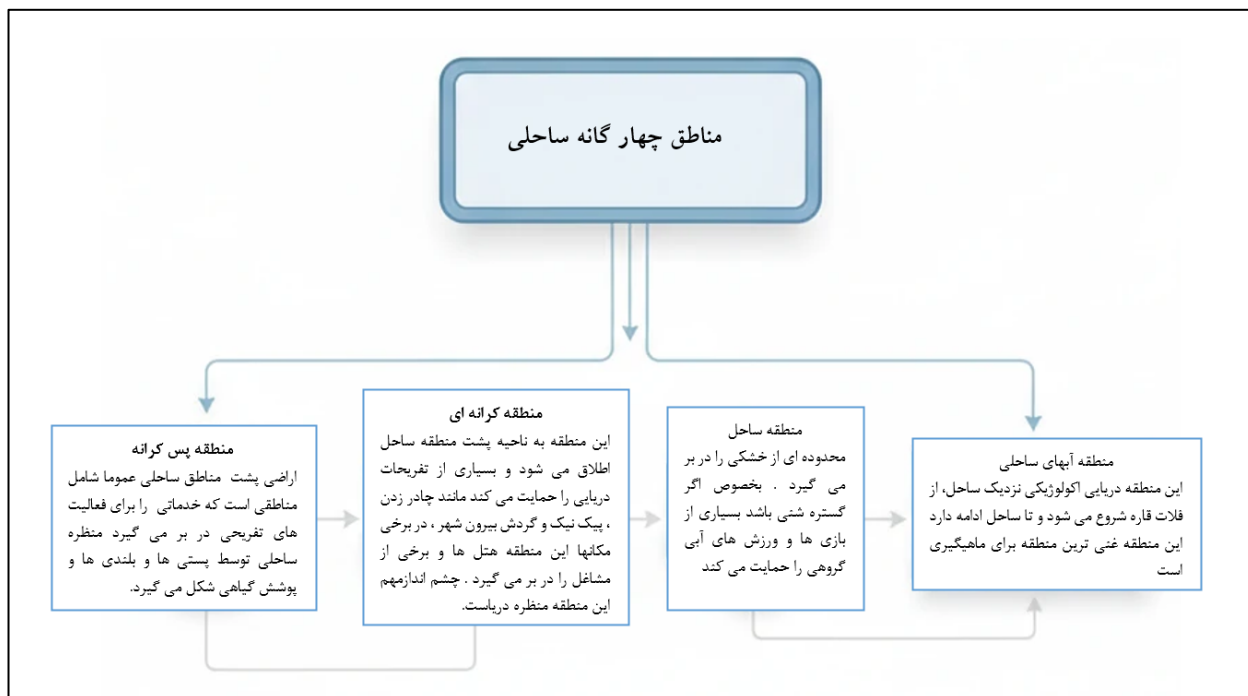 مناطق چهار گانه ساحلی
منطقه آبهای ساحلی
این منطقه دریایی اکولوژیکی نزدیک ساحل، از
فلات قاره شروع می شود و تا ساحل ادامه دارد
این منطقه غنی ترین منطقه برای ماهیگیری
است
منطقه ساحل
محدوده ای از خشکی را در بر
می گیرد . بخصوص اگر
گستره شنی باشد بسیاری از
بازی ها و ورزش های آبی
گروهی را حمایت می کند
منطقه کرانه ای
این منطقه به ناحیه پشت منطقه ساحل
اطلاق می شود و بسیاری از تفریحات
دریایی را حمایت می کند مانند چادر زدن
، پیک نیک و گردش بیرون شهر ، در برخی
مکانها این منطقه هتل ها و برخی از
مشاغل را در بر می گیرد . چشم اندازمهم
این منطقه منظره دریاست.
منطقه پس کرانه
اراضی پشت مناطق ساحلی عموما شامل
مناطقی است که خدماتی را برای فعالیت
های تفریحی در بر می گیرد منظره
ساحلی توسط پستی ها و بلندی ها و
پوشش گیاهی شکل می گیرد.